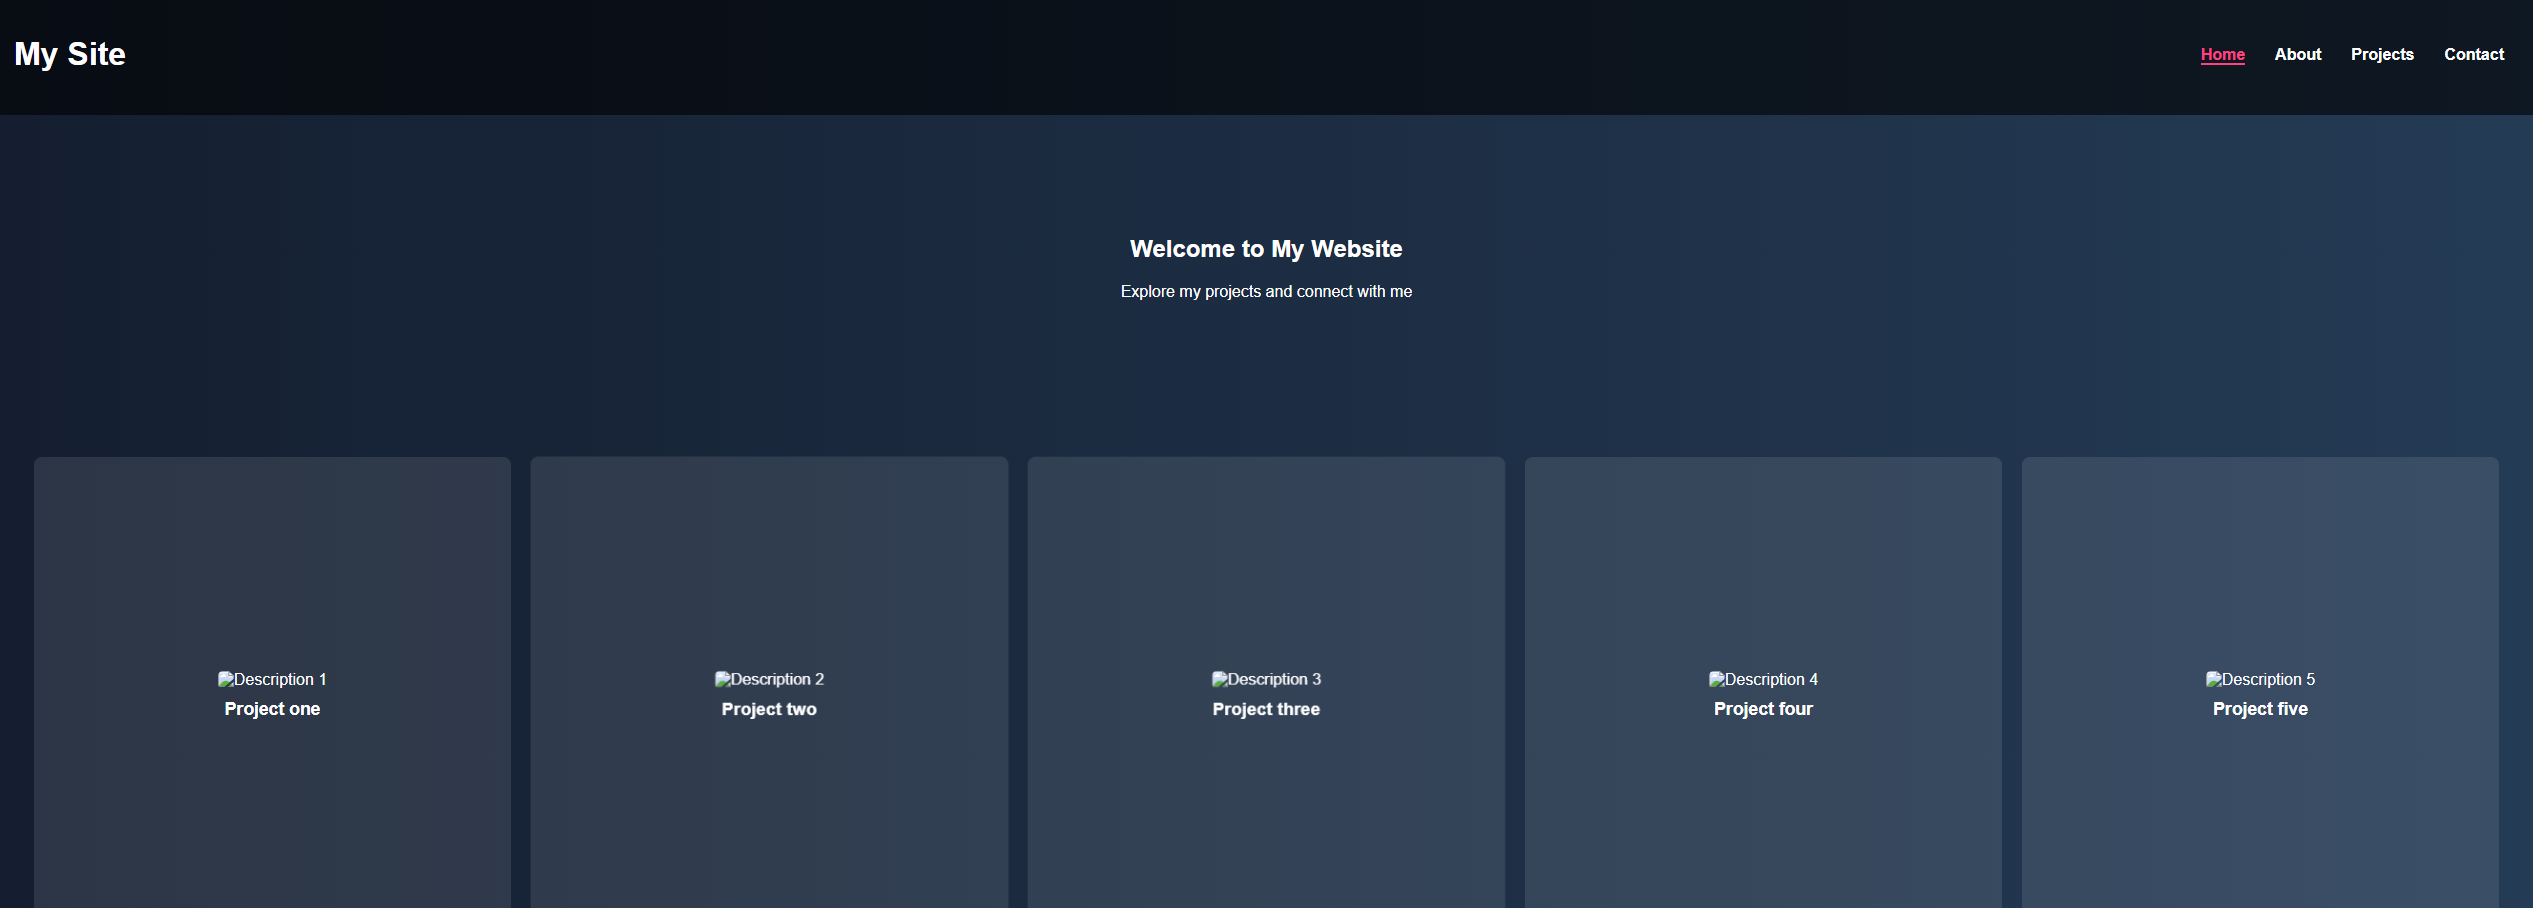 My Site
Home About Projects Contact
Welcome to My Website
Explore my projects and connect with me
Description 1
Project one
Description 2
Project two
Description 3
Project three
Description 4
Project four
Description 5
Project five